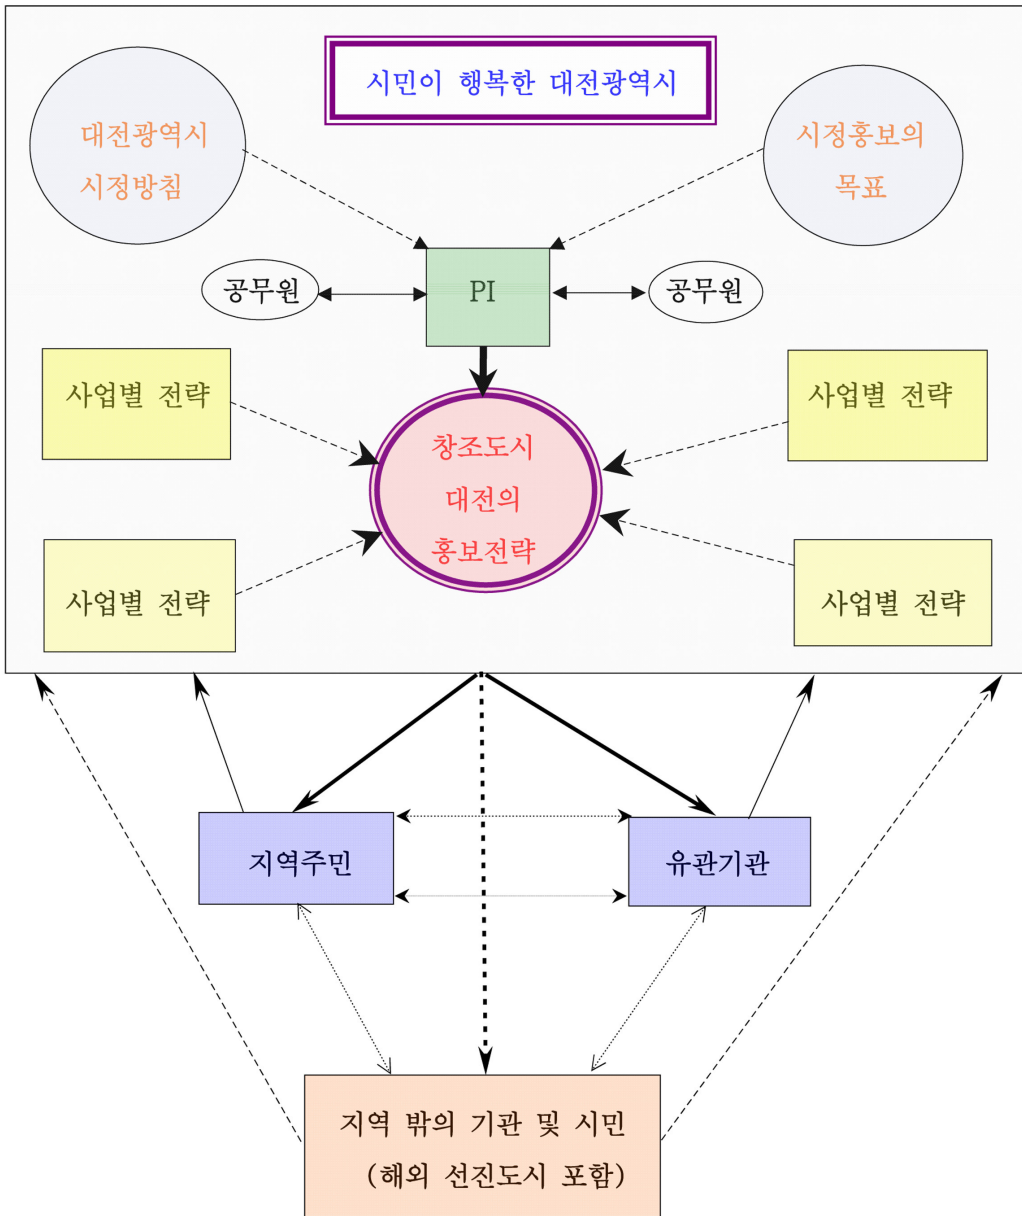 시민이 행복한 대전광역시
대전광역시
시정방침
시정홍보의
목표
공무원
PI
공무원
사업별 전략
사업별 전략
창조도시
대전의
홍보전략
사업별 전략
사업별 전략
지역주민
유관기관
지역 밖의 기관 및 시민
(해외 선진도시 포함)